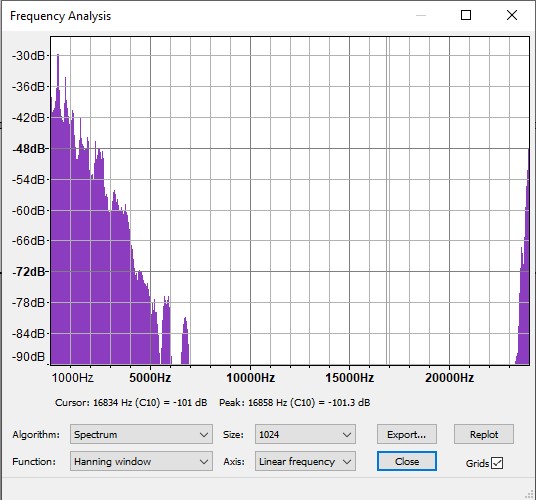 Frequency Analysis
-30dB
-36dB
-42dB
-48dB
-54dB
-60dB
-66dB
-72dB
-78dB
-84dB
-90dB
1000Hz 5000Hz 10000Hz 15000Hz 20000Hz
Cursor: 16834 Hz (C10) = -101 dB Peak: 16858 Hz (C10) = -101.3 dB
Algorithm: Spectrum Size: 1024 Export... Replot
Function: Hanning window Axis: Linear frequency Close Grids